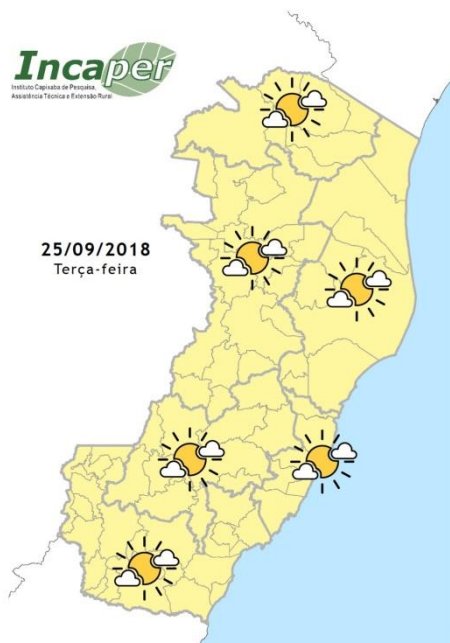 Incaper
Instituto Capixaba de Pesquisa,
Assistência Técnica e Extensão Rural
25/09/2018
Terça-feira